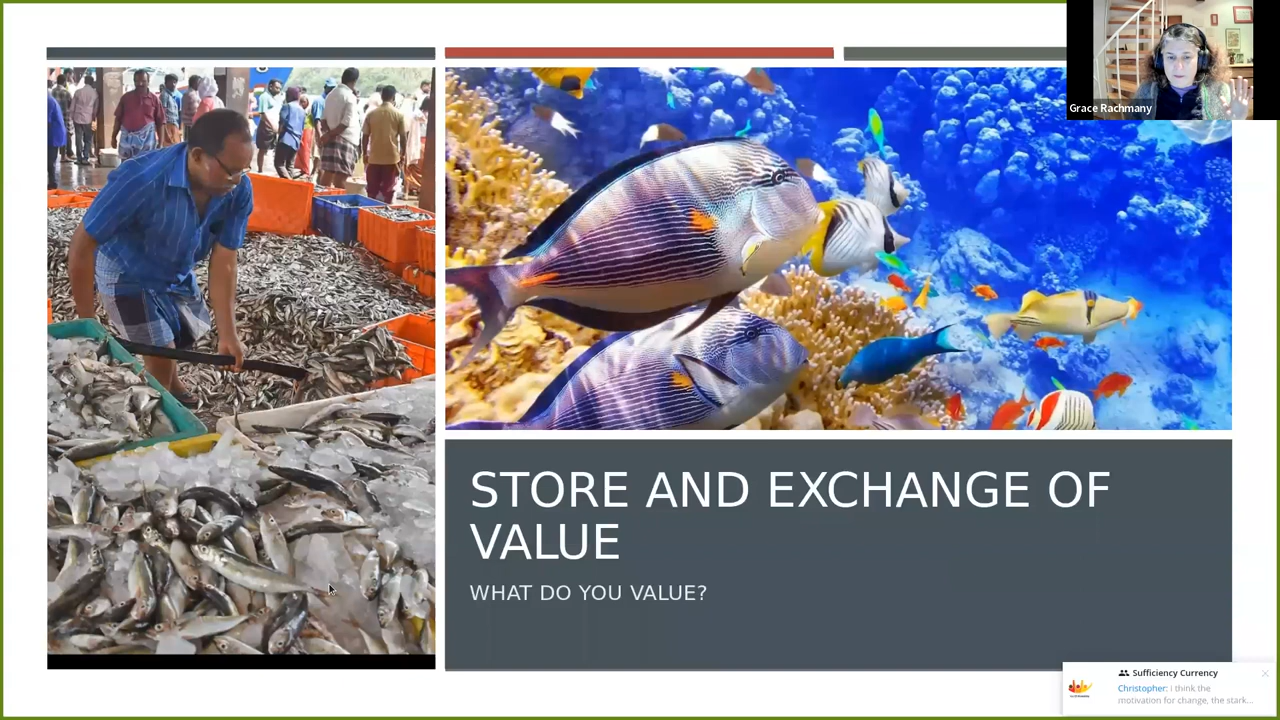 Grace Rachmany
STORE AND EXCHANGE OF
VALUE
WHAT DO YOU VALUE?
Sufficiency Currency
Christopher: i think the
motivation for change, the stark...